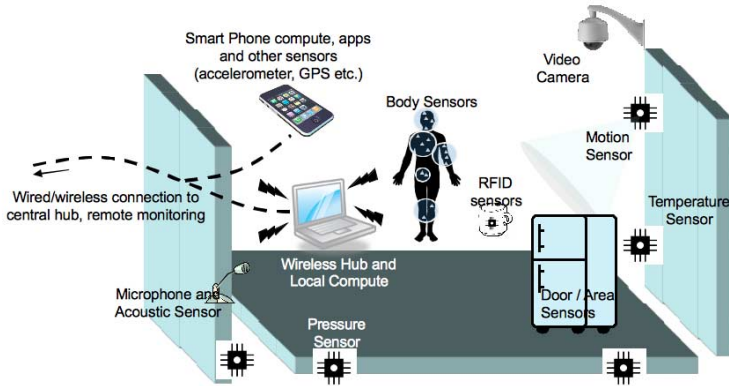 Smart Phone compute, apps
and other sensors
(accelerometer, GPS etc.)
Video
Camera
Body Sensors
Motion
Sensor
RFID
sensors
Wired/wireless connection to
central hub, remote monitoring
Temperature
Sensor
Wireless Hub and
Local Compute
Microphone and
Acoustic Sensor
Door / Area
Sensors
Pressure
Sensor